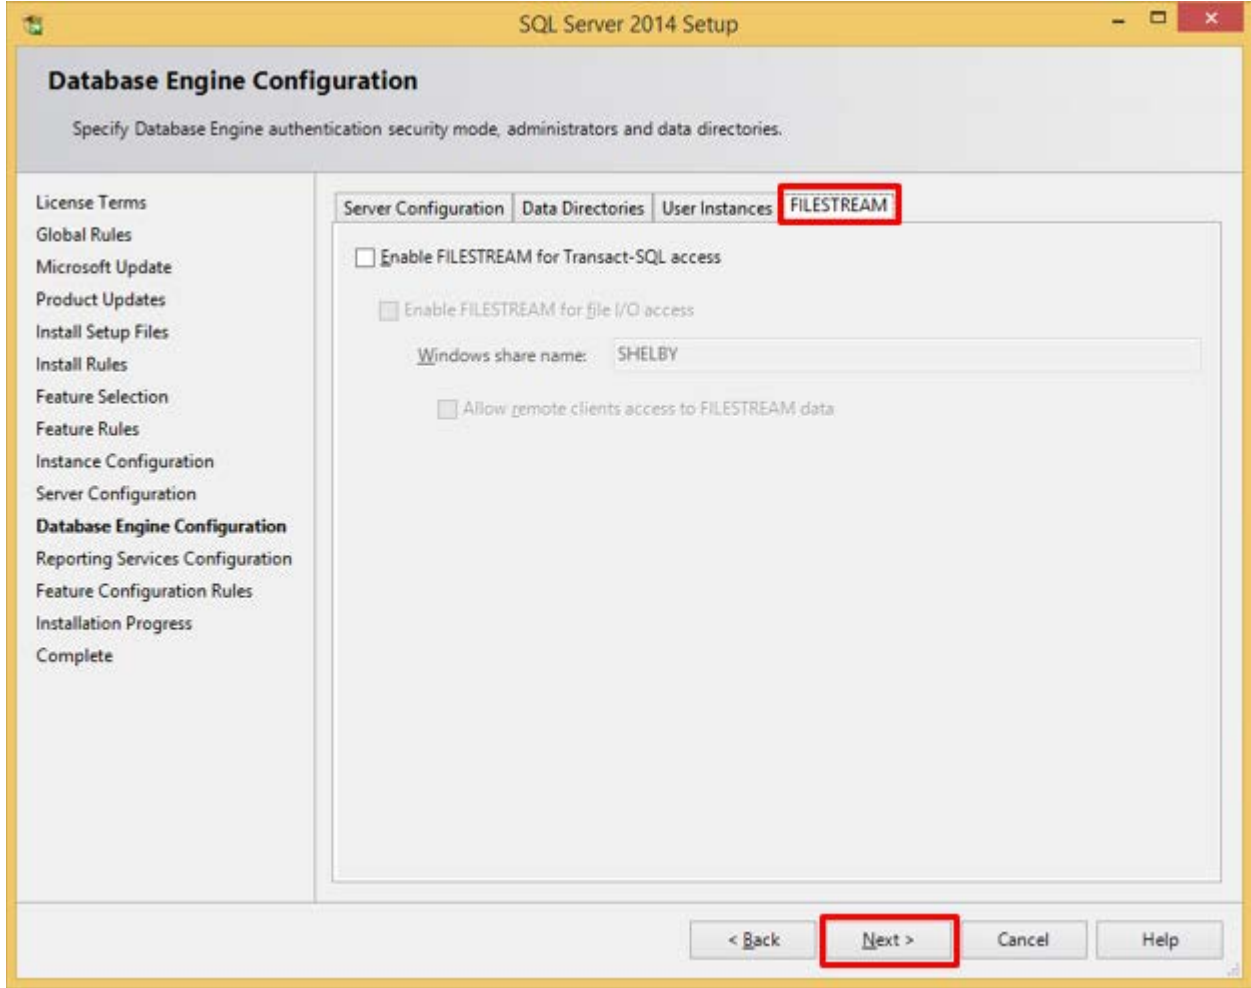 SQL Server 2014 Setup
Database Engine Configuration
Specify Database Engine authentication security mode, administrators and data directories.
License Terms
Global Rules
Microsoft Update
Product Updates
Install Setup Files
Install Rules
Feature Selection
Feature Rules
Instance Configuration
Server Configuration
Database Engine Configuration
Reporting Services Configuration
Feature Configuration Rules
Installation Progress
Complete
Server Configuration Data Directories User Instances FILESTREAM
Enable FILESTREAM for Transact-SQL access
Enable FILESTREAM for file I/O access
Windows share name: SHELBY
Allow remote clients access to FILESTREAM data
< Back Next > Cancel Help